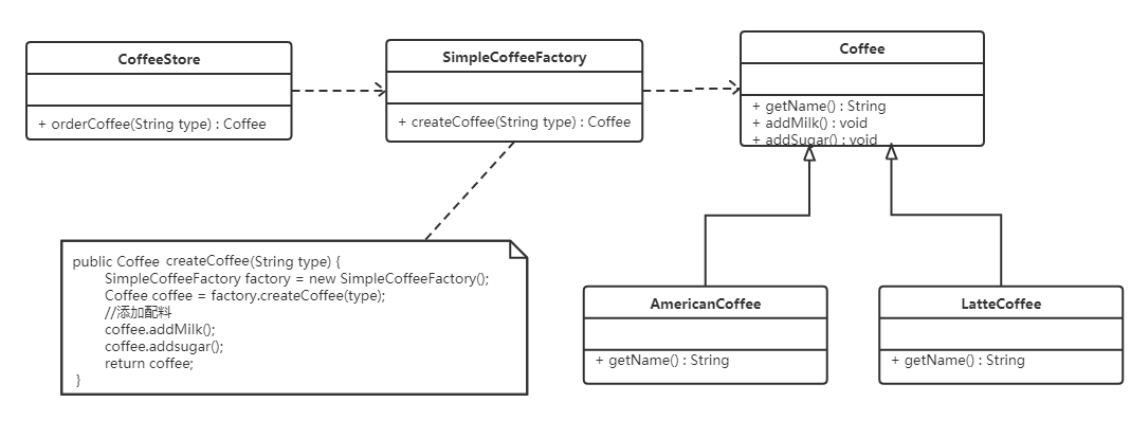 CoffeeStore
+ orderCoffee(String type) : Coffee
SimpleCoffeeFactory
+ createCoffee(String type) : Coffee
Coffee
+ getName() : String
+ addMilk() : void
+ addSugar() : void
public Coffee createCoffee(String type) {
SimpleCoffeeFactory factory = new SimpleCoffeeFactory();
Coffee coffee = factory.createCoffee(type);
//添加配料
coffee.addMilk();
coffee.addsugar();
return coffee;
}
AmericanCoffee
+ getName() : String
LatteCoffee
+ getName() : String